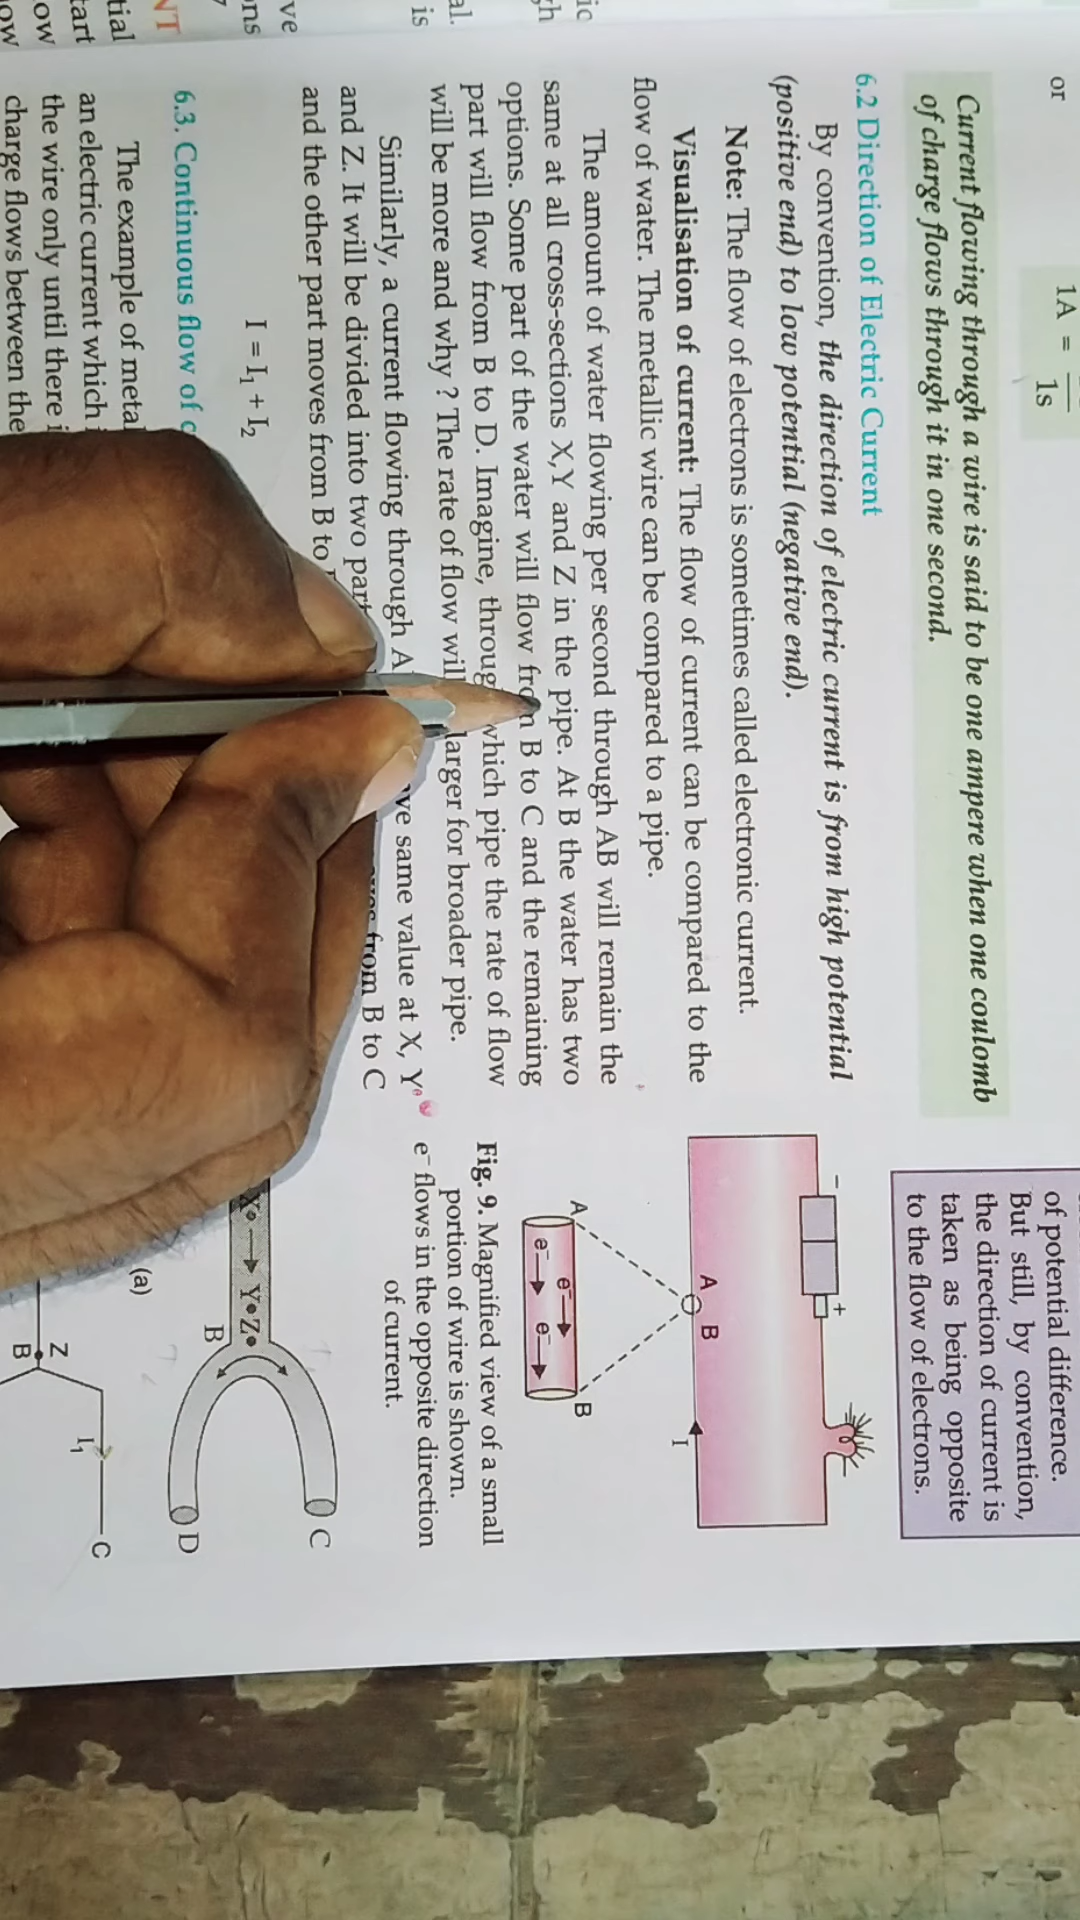 or
1A =
1s
Current flowing through a wire is said to be one ampere when one coulomb
of charge flows through it in one second.
6.2 Direction of Electric Current
By convention, the direction of electric current is from high potential
(positive end) to low potential (negative end).
Note: The flow of electrons is sometimes called electronic current.
Visualisation of current: The flow of current can be compared to the
flow of water. The metallic wire can be compared to a pipe.
The amount of water flowing per second through AB will remain the
same at all cross-sections X, Y and Z in the pipe. At B the water has two
options. Some part of the water will flow from B to C and the remaining
part will flow from B to D. Imagine, through which pipe the rate of flow
will be more and why ? The rate of flow will larger for broader pipe.
Similarly, a current flowing through A same value at X, Y
and Z. It will be divided into two from B to C
and the other part moves from B to
I = I₁ + I₂
6.3. Continuous flow of
The example of metal
an electric current which
the wire only until there
charge flows between the
of potential difference.
But still, by convention,
the direction of current is
taken as being opposite
to the flow of electrons.
− +
A B
I
A B
e⁻ e⁻ e⁻
Fig. 9. Magnified view of a small
portion of wire is shown.
e⁻ flows in the opposite direction
of current.
C
X Y Z
B
D
(a)
Z
B
I₁
C
ic
gh
al.
is
ve
ns
NT
tial
tart
ow
ow